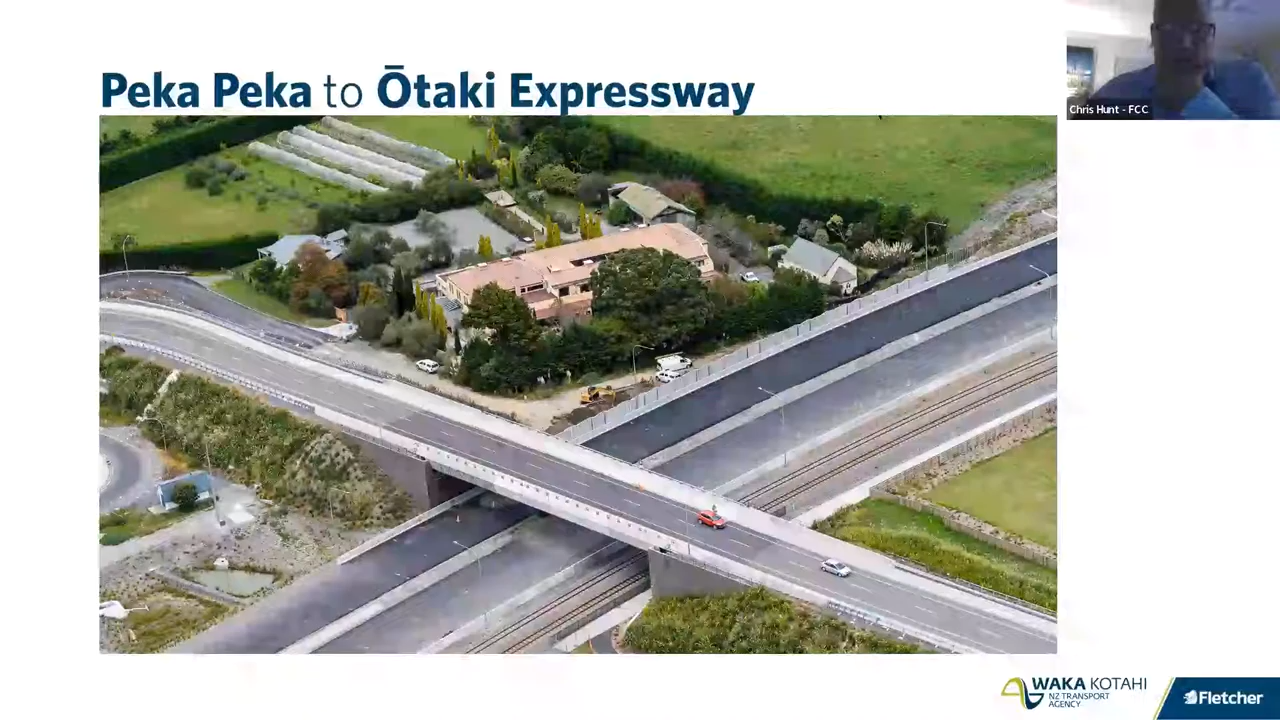 Peka Peka to Ōtaki Expressway
Chris Hunt - FCC
WAKA KOTAHI
NZ TRANSPORT
AGENCY
Fletcher